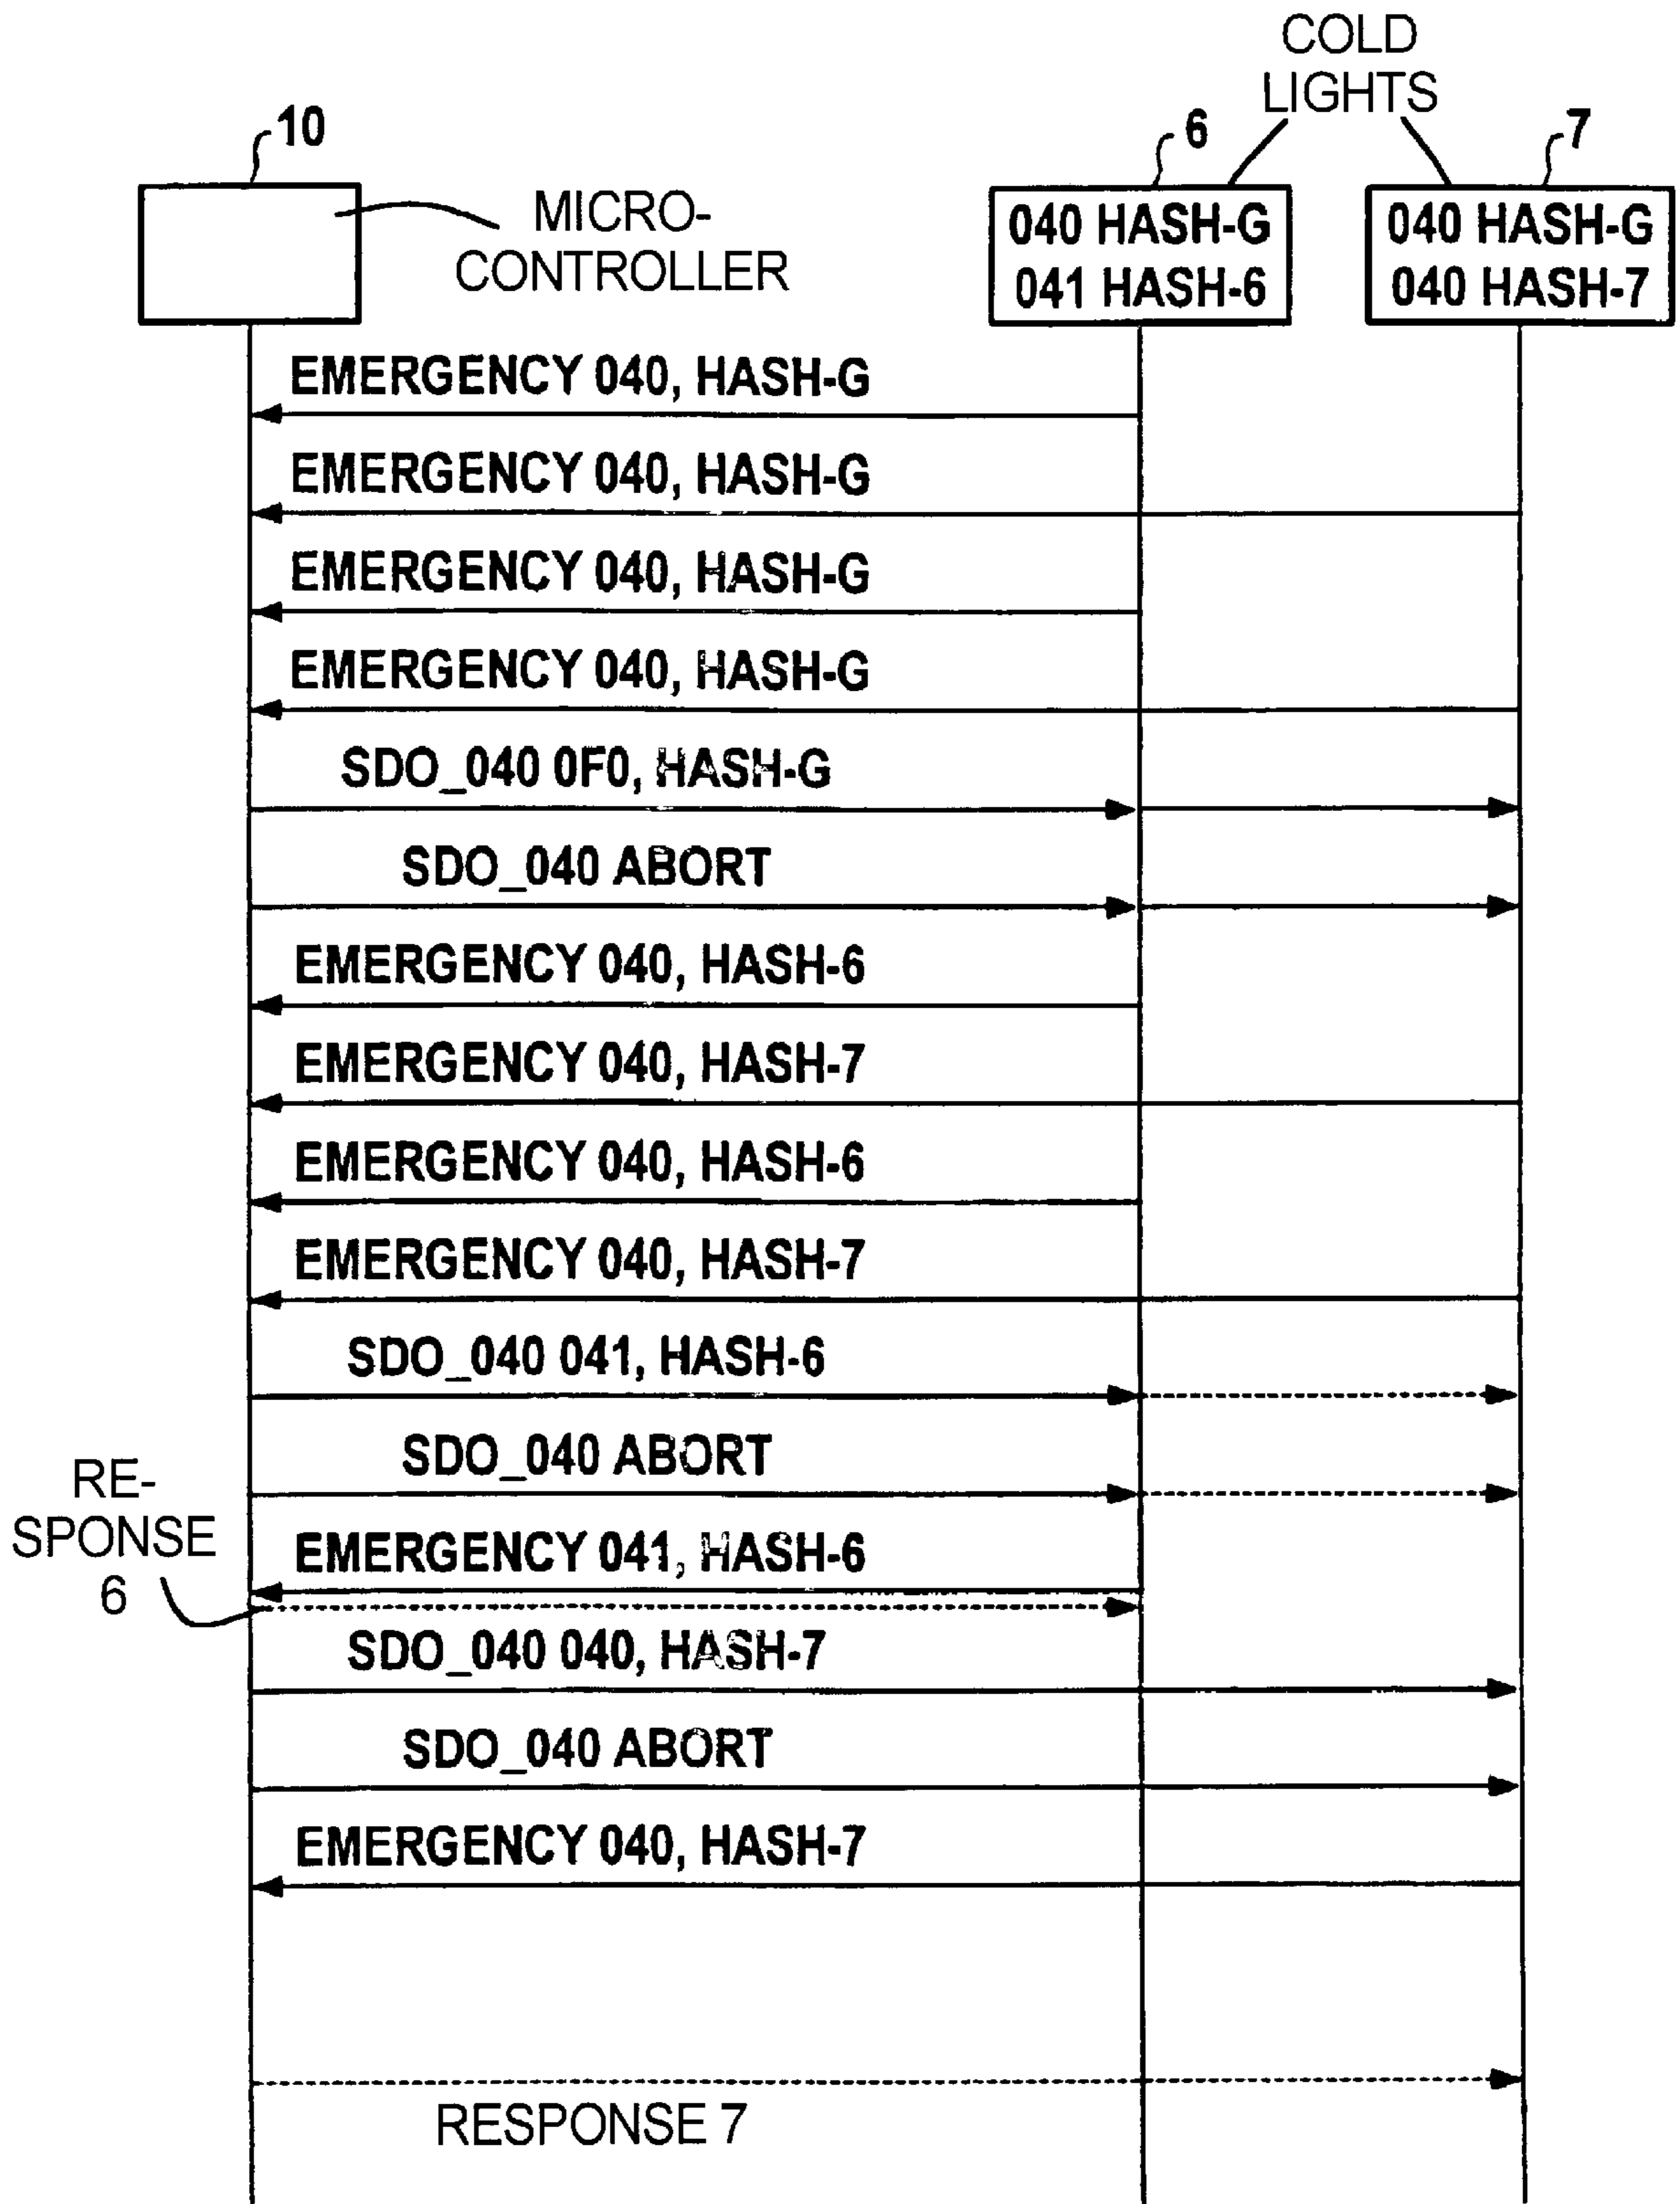 COLD
LIGHTS
10
6
7
MICRO-
CONTROLLER
040 HASH-G
041 HASH-6
040 HASH-G
040 HASH-7
EMERGENCY 040, HASH-G
EMERGENCY 040, HASH-G
EMERGENCY 040, HASH-G
EMERGENCY 040, HASH-G
SDO_040 0F0, HASH-G
SDO_040 ABORT
EMERGENCY 040, HASH-6
EMERGENCY 040, HASH-7
EMERGENCY 040, HASH-6
EMERGENCY 040, HASH-7
SDO_040 041, HASH-6
SDO_040 ABORT
RE-
SPONSE
6
EMERGENCY 041, HASH-6
SDO_040 040, HASH-7
SDO_040 ABORT
EMERGENCY 040, HASH-7
RESPONSE 7